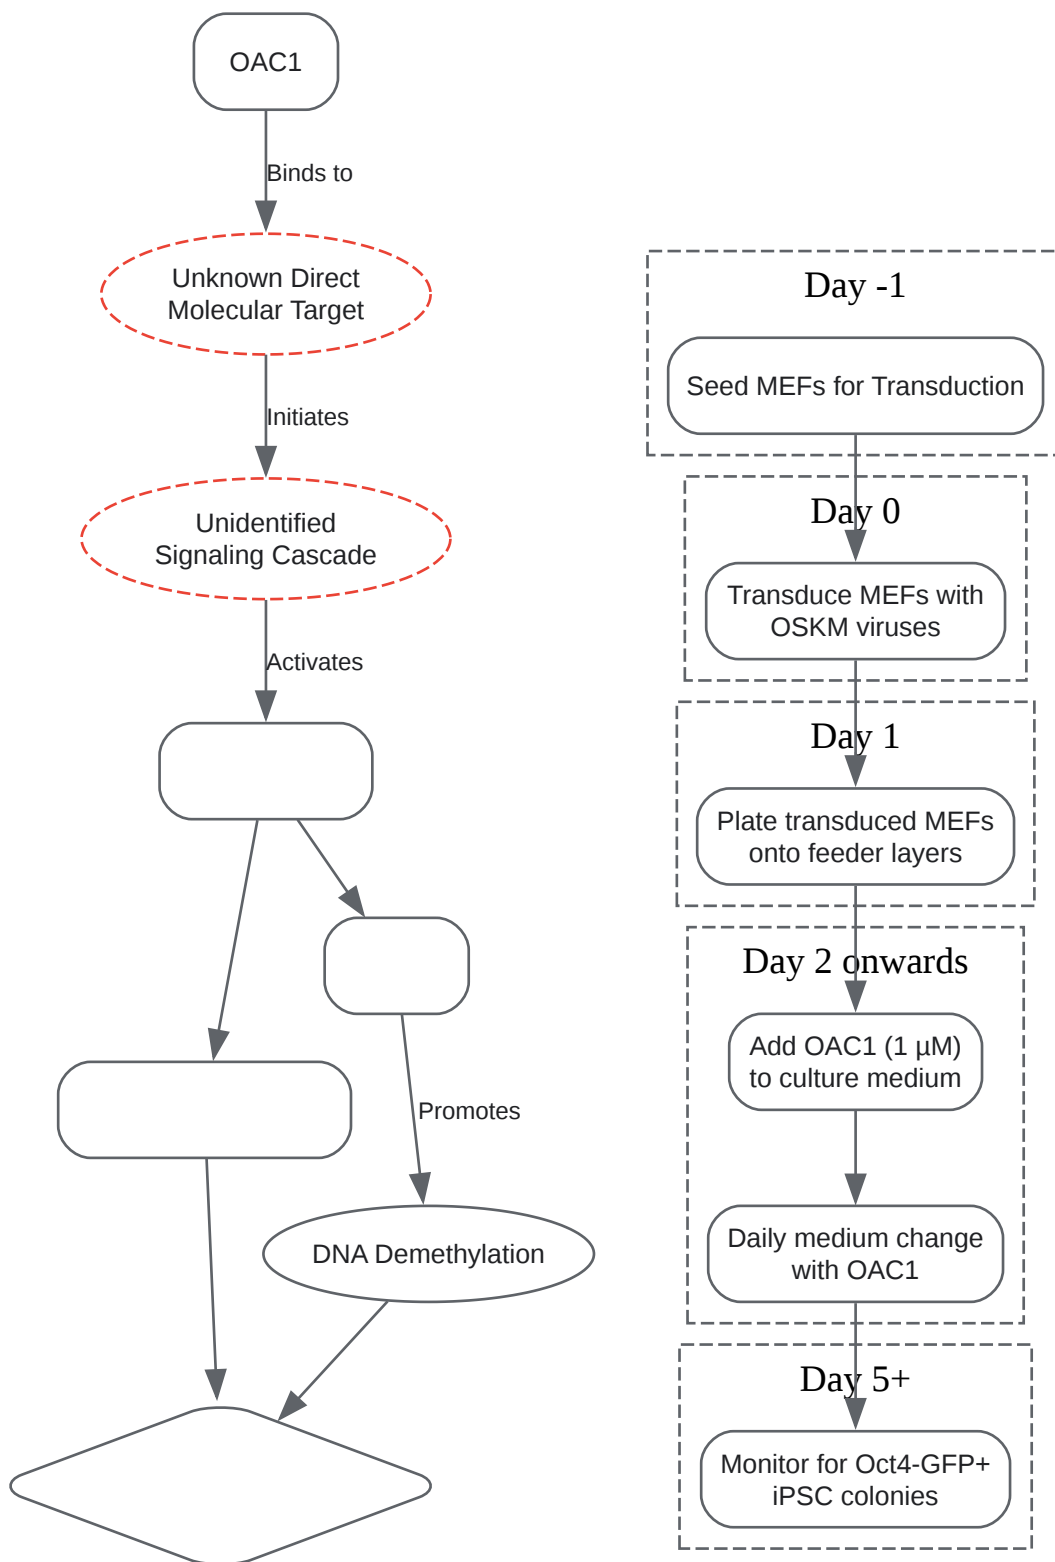 OAC1
Binds to
Unknown Direct
Molecular Target
Initiates
Unidentified
Signaling Cascade
Activates
Promotes
DNA Demethylation
Day -1
Seed MEFs for Transduction
Day 0
Transduce MEFs with
OSKM viruses
Day 1
Plate transduced MEFs
onto feeder layers
Day 2 onwards
Add OAC1 (1 µM)
to culture medium
Daily medium change
with OAC1
Day 5+
Monitor for Oct4-GFP+
iPSC colonies